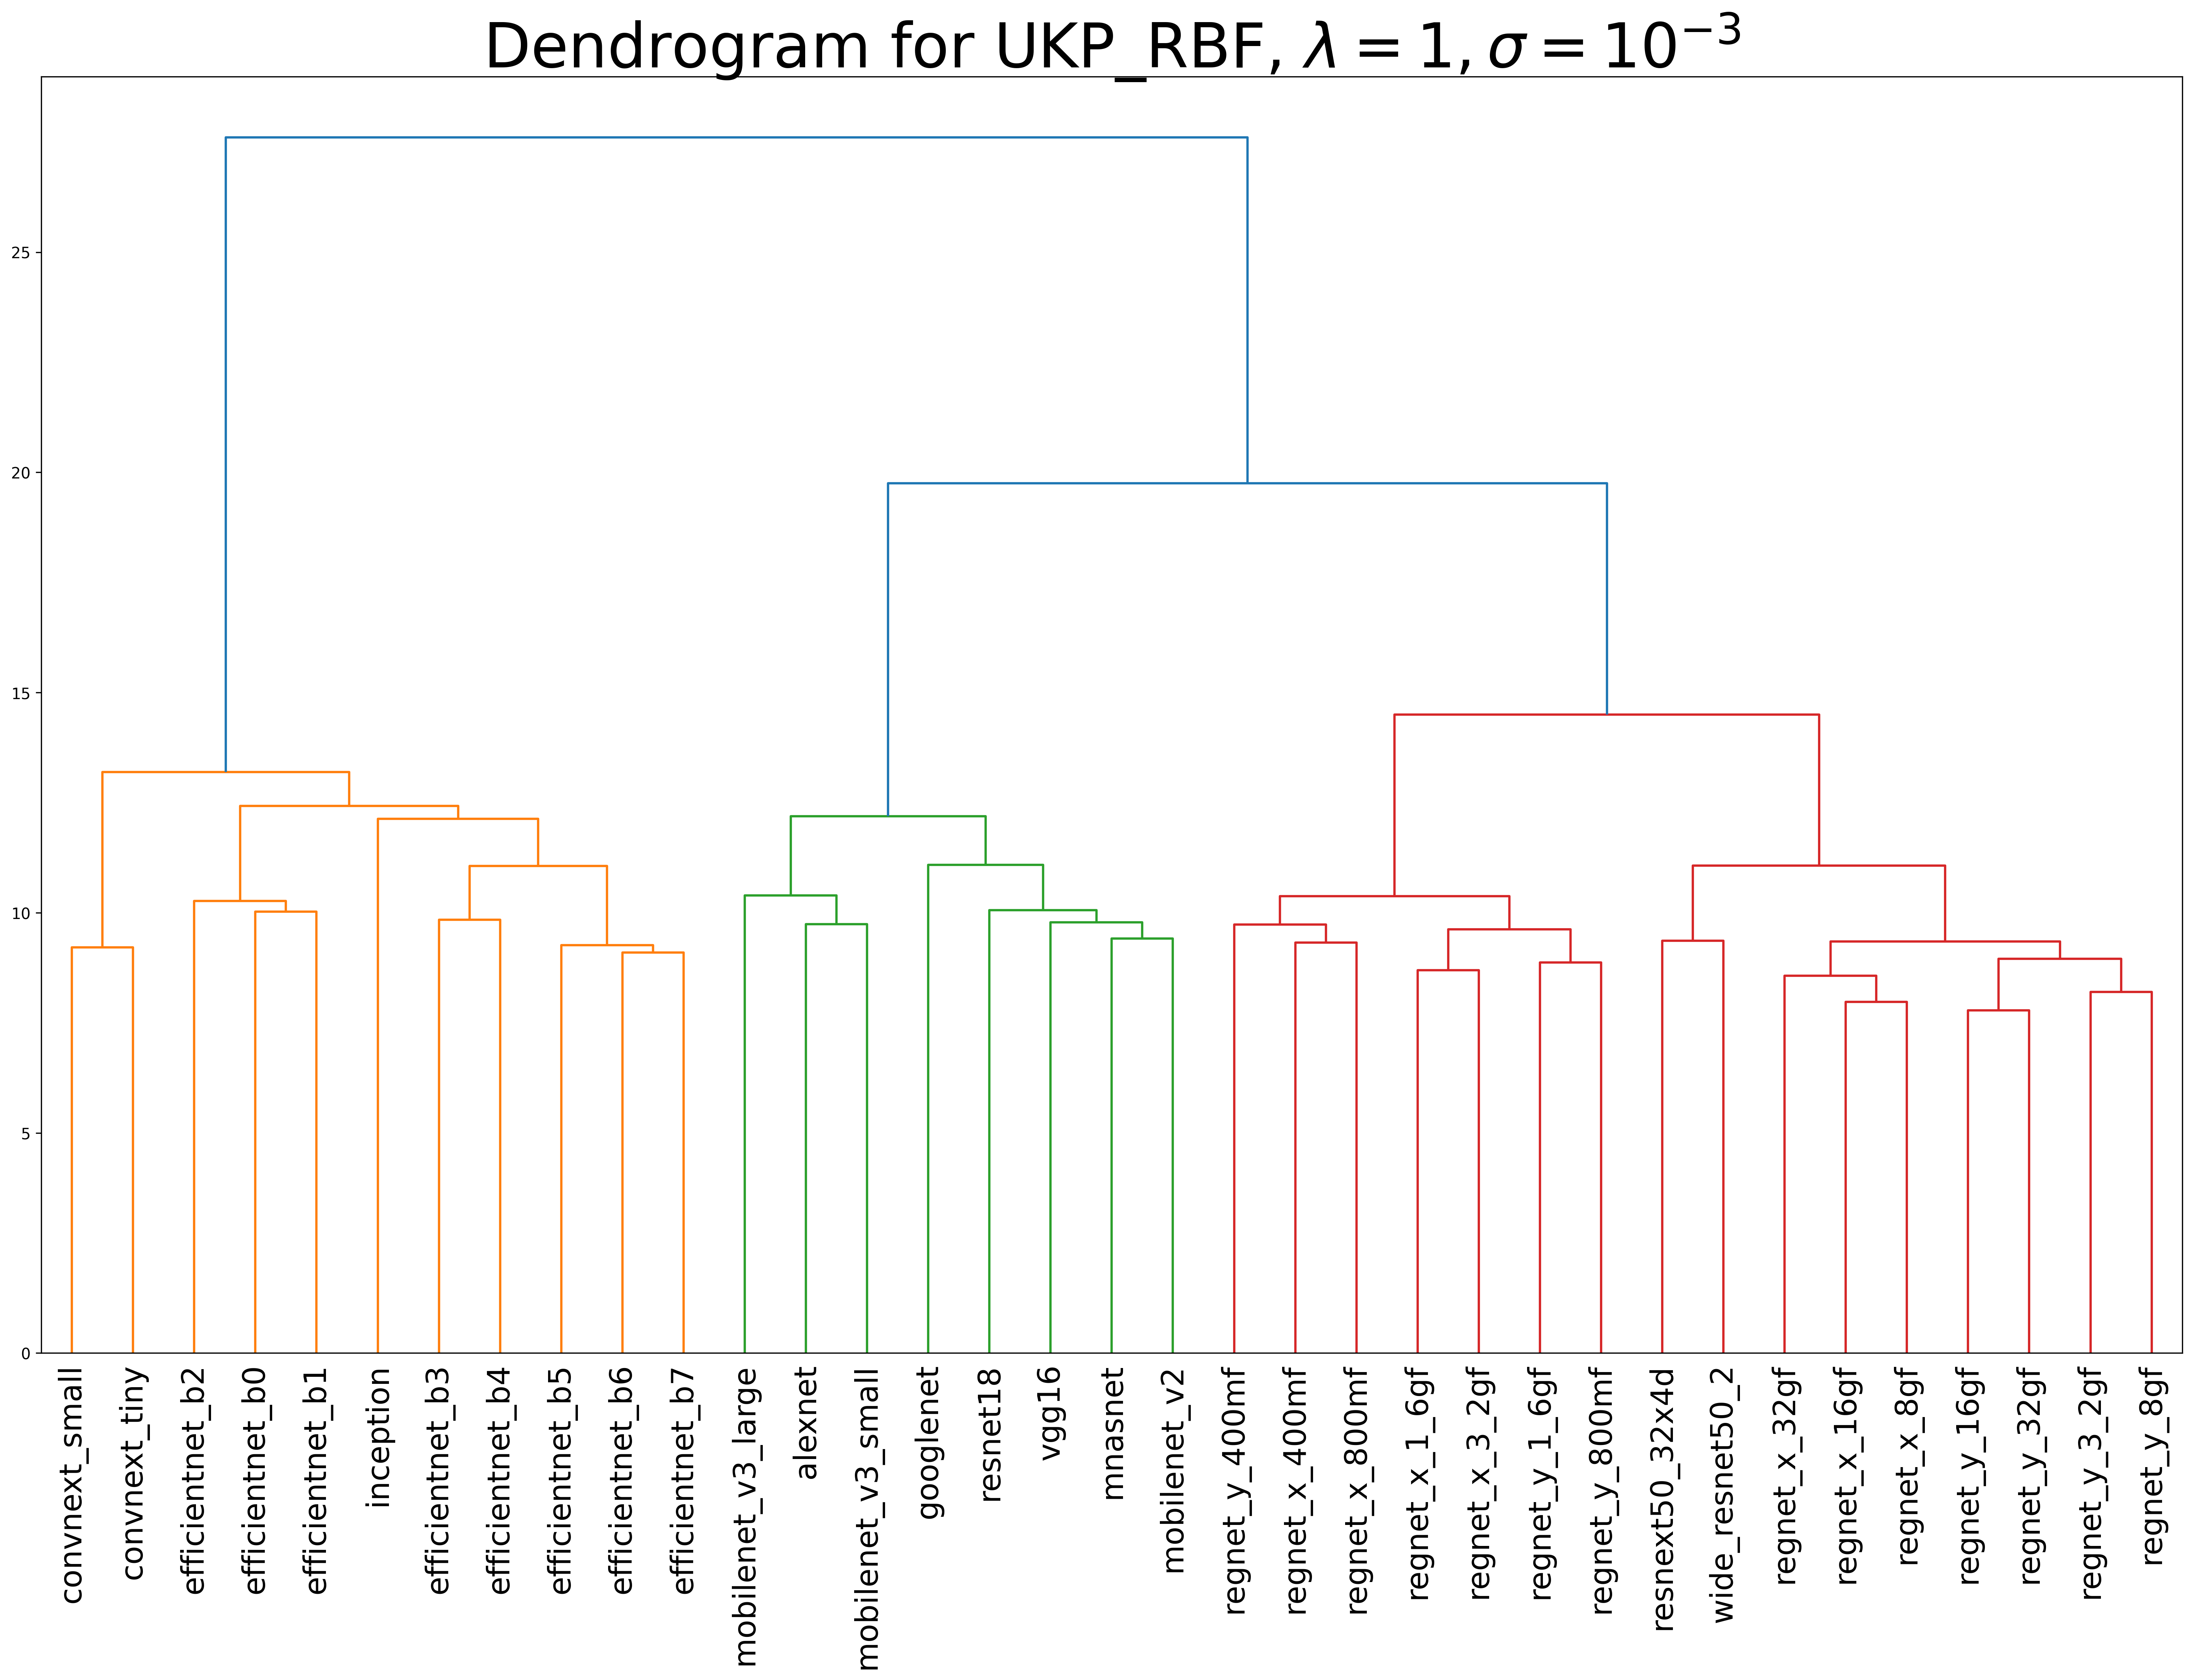 Dendrogram for UKP_RBF, λ = 1, σ = 10⁻³
25
20
15
10
5
0
convnext_small
convnext_tiny
efficientnet_b2
efficientnet_b0
efficientnet_b1
inception
efficientnet_b3
efficientnet_b4
efficientnet_b5
efficientnet_b6
efficientnet_b7
mobilenet_v3_large
alexnet
mobilenet_v3_small
googlenet
resnet18
vgg16
mnasnet
mobilenet_v2
regnet_y_400mf
regnet_x_400mf
regnet_x_800mf
regnet_x_1_6gf
regnet_x_3_2gf
regnet_y_1_6gf
regnet_y_800mf
resnext50_32x4d
wide_resnet50_2
regnet_x_32gf
regnet_x_16gf
regnet_x_8gf
regnet_y_16gf
regnet_y_32gf
regnet_y_3_2gf
regnet_y_8gf